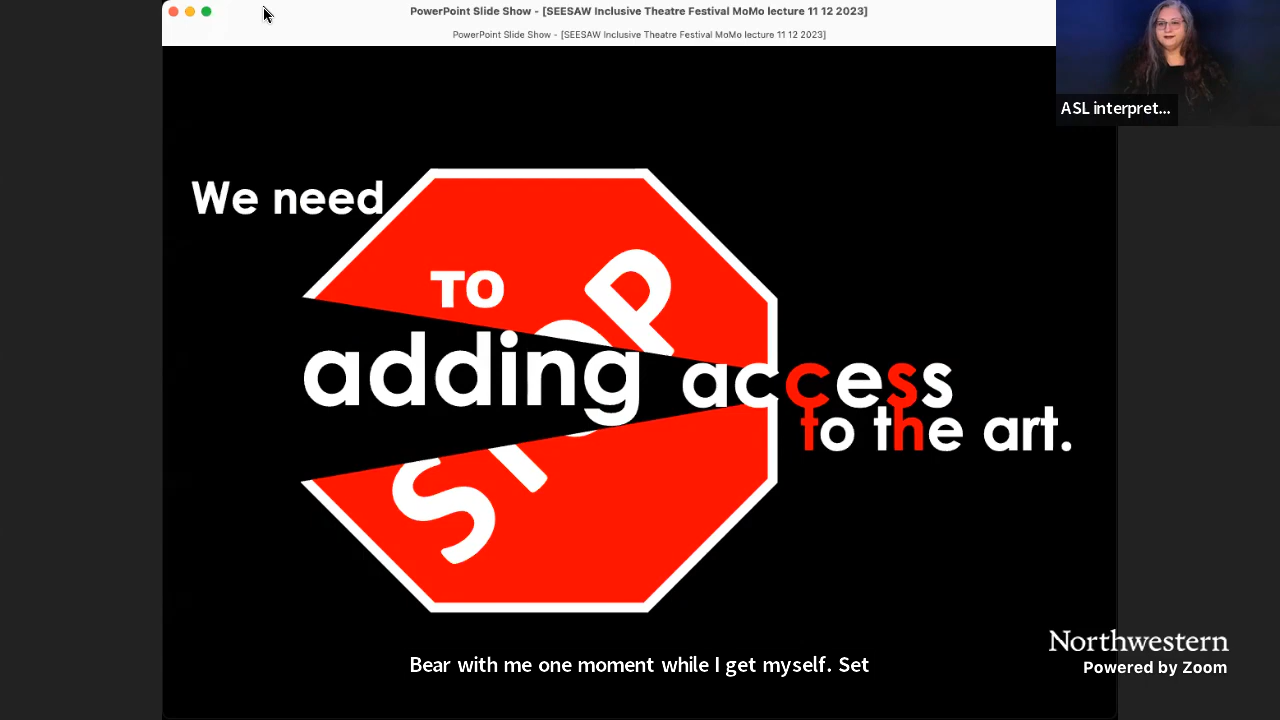 PowerPoint Slide Show - [SEESAW Inclusive Theatre Festival MoMo lecture 11 12 2023]
PowerPoint Slide Show - [SEESAW Inclusive Theatre Festival MoMo lecture 11 12 2023]
ASL interpret...
We need
TO
STOP
adding access
to the art.
Bear with me one moment while I get myself. Set
Northwestern
Powered by Zoom